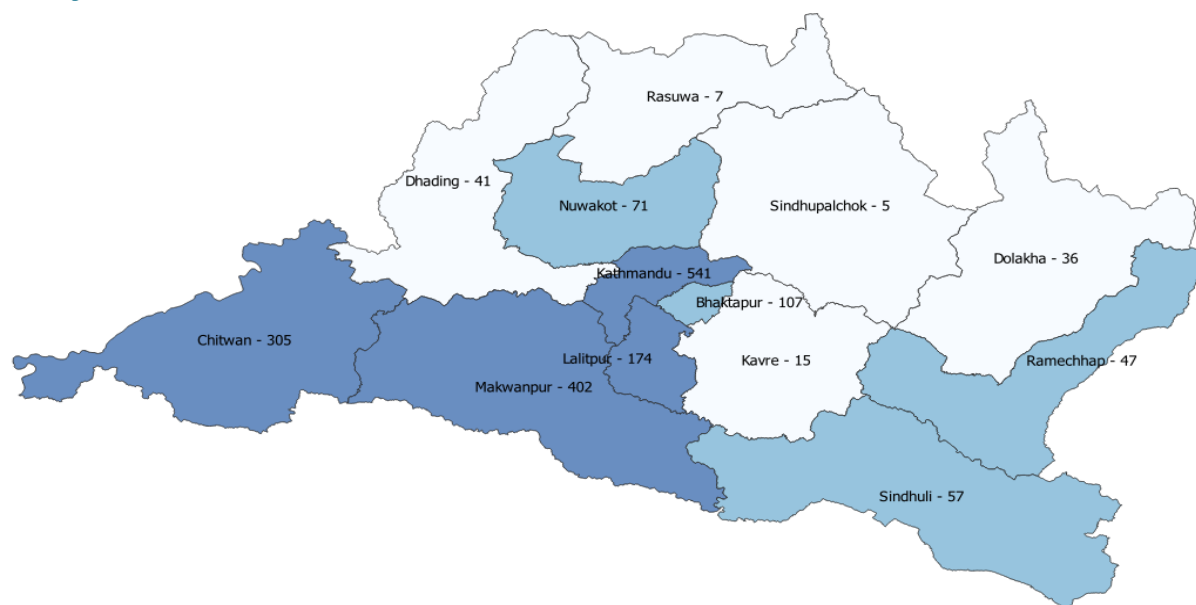 Rasuwa - 7
Dhading - 41
Nuwakot - 71
Sindhupalchok - 5
Dolakha - 36
Kathmandu - 541
Bhaktapur - 107
Chitwan - 305
Lalitpur - 174
Kavre - 15
Ramechhap - 47
Makwanpur - 402
Sindhuli - 57